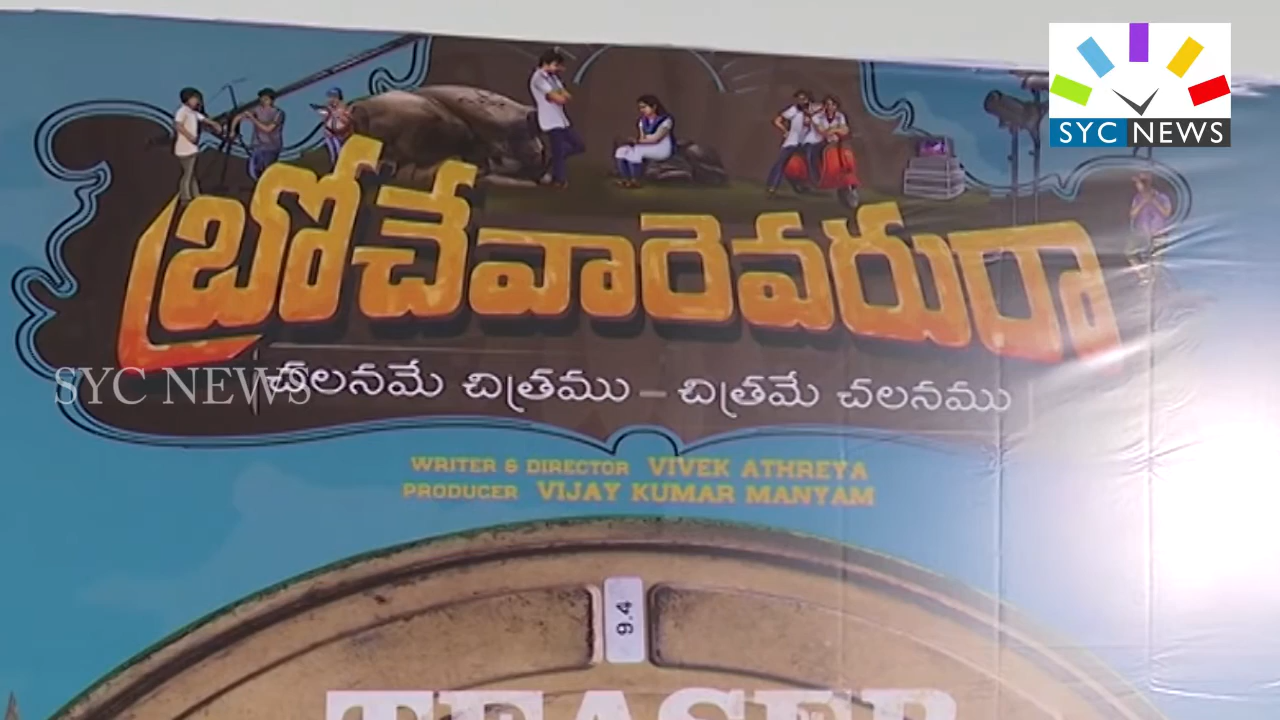 SYC NEWS
బ్రోచేవారెవరురా
SYC NEWS
చలనమే చిత్రము – చిత్రమే చలనము
WRITER & DIRECTOR VIVEK ATHREYA
PRODUCER VIJAY KUMAR MANYAM
9.4
TEASER